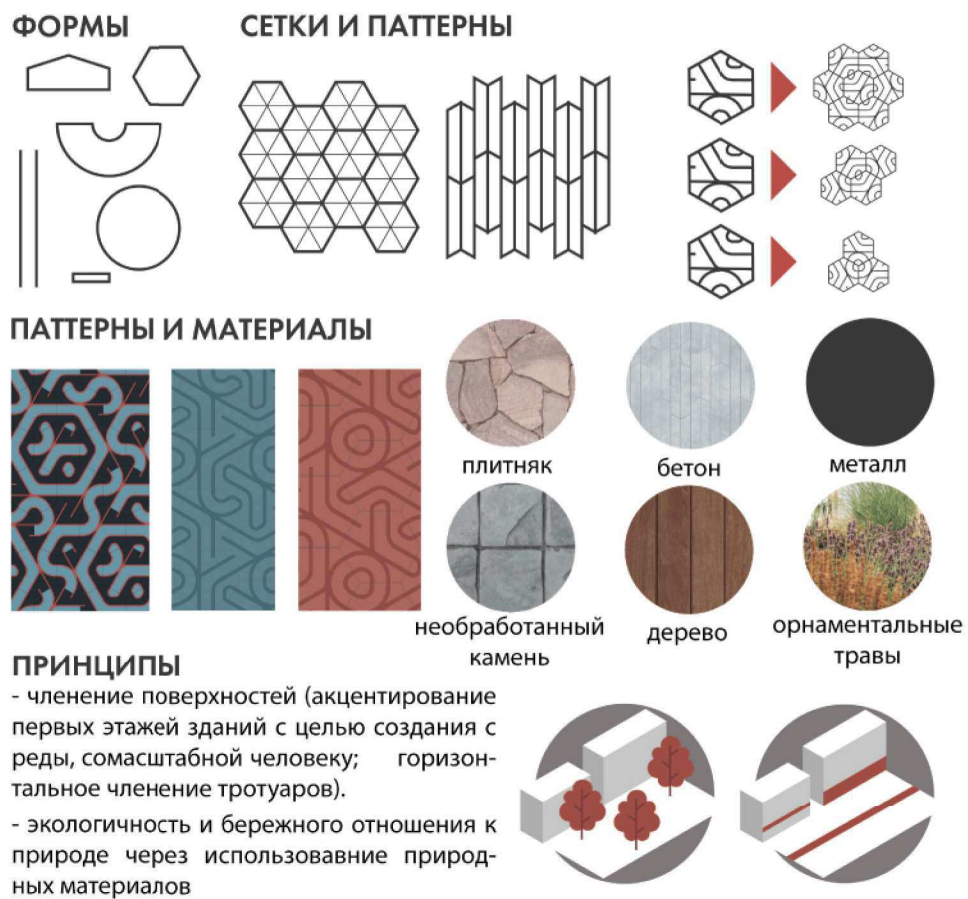 ФОРМЫ
СЕТКИ И ПАТТЕРНЫ
ПАТТЕРНЫ И МАТЕРИАЛЫ
плитняк
бетон
металл
необработанный
камень
дерево
орнаментальные
травы
ПРИНЦИПЫ
- членение поверхностей (акцентирование
первых этажей зданий с целью создания с
реды, сомасштабной человеку; горизон-
тальное членение тротуаров).
- экологичность и бережного отношения к
природе через использовавние природ-
ных материалов